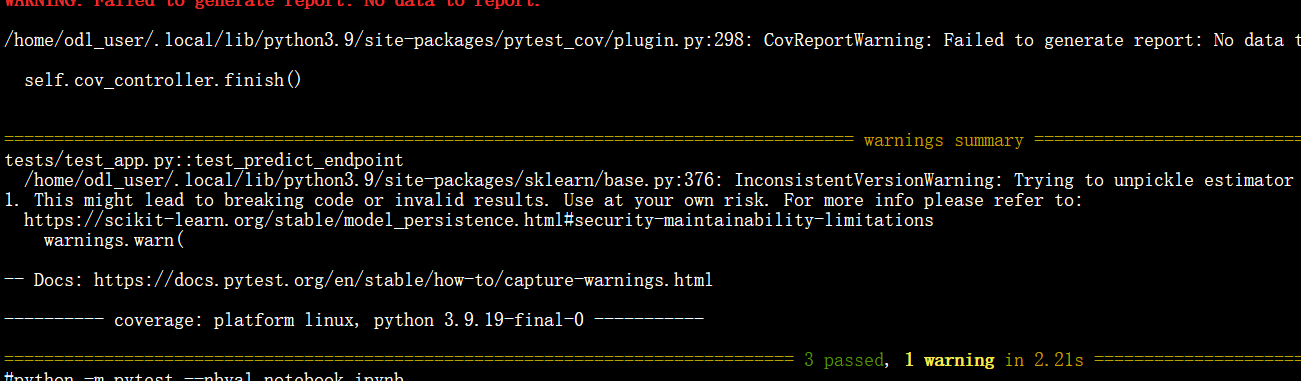 WARNING: Failed to generate report: No data to report.
/home/odl_user/.local/lib/python3.9/site-packages/pytest_cov/plugin.py:298: CovReportWarning: Failed to generate report: No data t
self.cov_controller.finish()
===== warnings summary =====
tests/test_app.py::test_predict_endpoint
/home/odl_user/.local/lib/python3.9/site-packages/sklearn/base.py:376: InconsistentVersionWarning: Trying to unpickle estimator
1. This might lead to breaking code or invalid results. Use at your own risk. For more info please refer to:
https://scikit-learn.org/stable/model_persistence.html#security-maintainability-limitations
warnings.warn(
-- Docs: https://docs.pytest.org/en/stable/how-to/capture-warnings.html
---------- coverage: platform linux, python 3.9.19-final-0 -----------
===== 3 passed, 1 warning in 2.21s =====
#python -m pytest --nbval notebook.ipynb